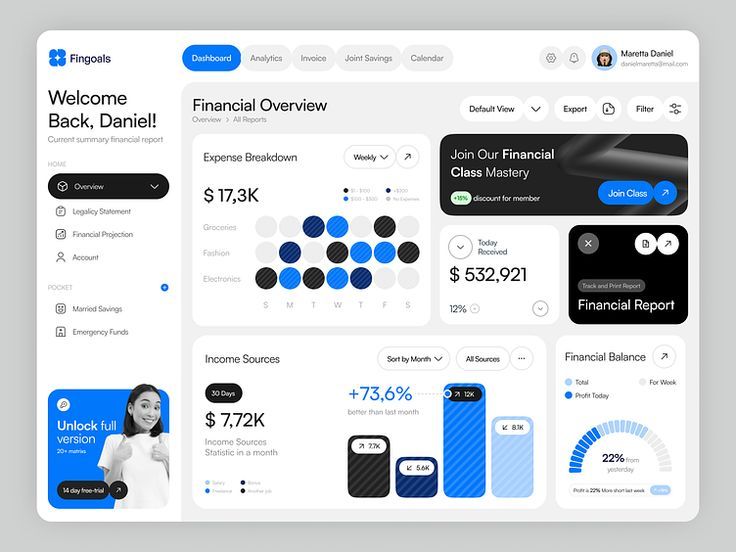 Fingoals
Dashboard
Analytics
Invoice
Joint Savings
Calendar
Maretta Daniel
danielmaretta@mail.com
Welcome
Back, Daniel!
Current summary financial report
HOME
Overview
Legalicy Statement
Financial Projection
Account
POCKET
Married Savings
Emergency Funds
Unlock full
version
20+ matrixs
14 day free-trial
Financial Overview
Overview > All Reports
Default View
Export
Filter
Expense Breakdown
Weekly
$ 17,3K
$1 - $100
+$300
$100 - $300
No Expenses
Groceries
Fashion
Electronics
S M T W T F S
Join Our Financial
Class Mastery
+15% discount for member
Join Class
Today
Received
$ 532,921
12%
Track and Print Report
Financial Report
Income Sources
Sort by Month
All Sources
30 Days
$ 7,72K
Income Sources
Statistic in a month
Salary
Bonus
Freelance
Another job
+73,6%
better than last month
7.7K
5.6K
12K
8.1K
Financial Balance
Total
For Week
Profit Today
22% from
yesterday
Profit is 22% More short last week